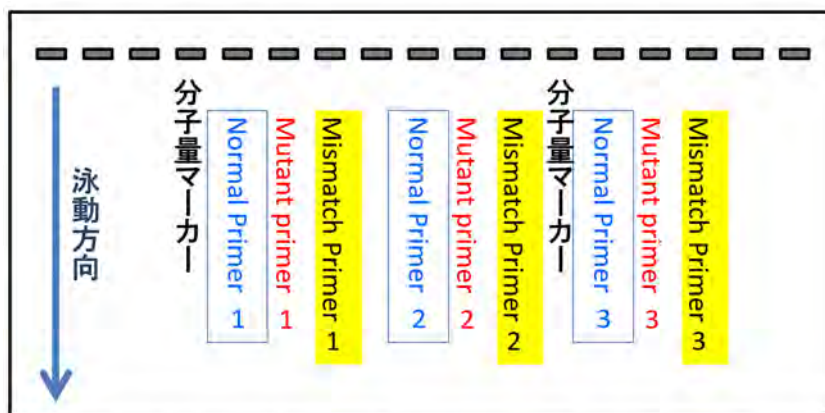 泳動方向
分子量マーカー
Normal Primer 1
Mutant primer 1
Mismatch Primer 1
Normal Primer 2
Mutant primer 2
Mismatch Primer 2
分子量マーカー
Normal Primer 3
Mutant primer 3
Mismatch Primer 3